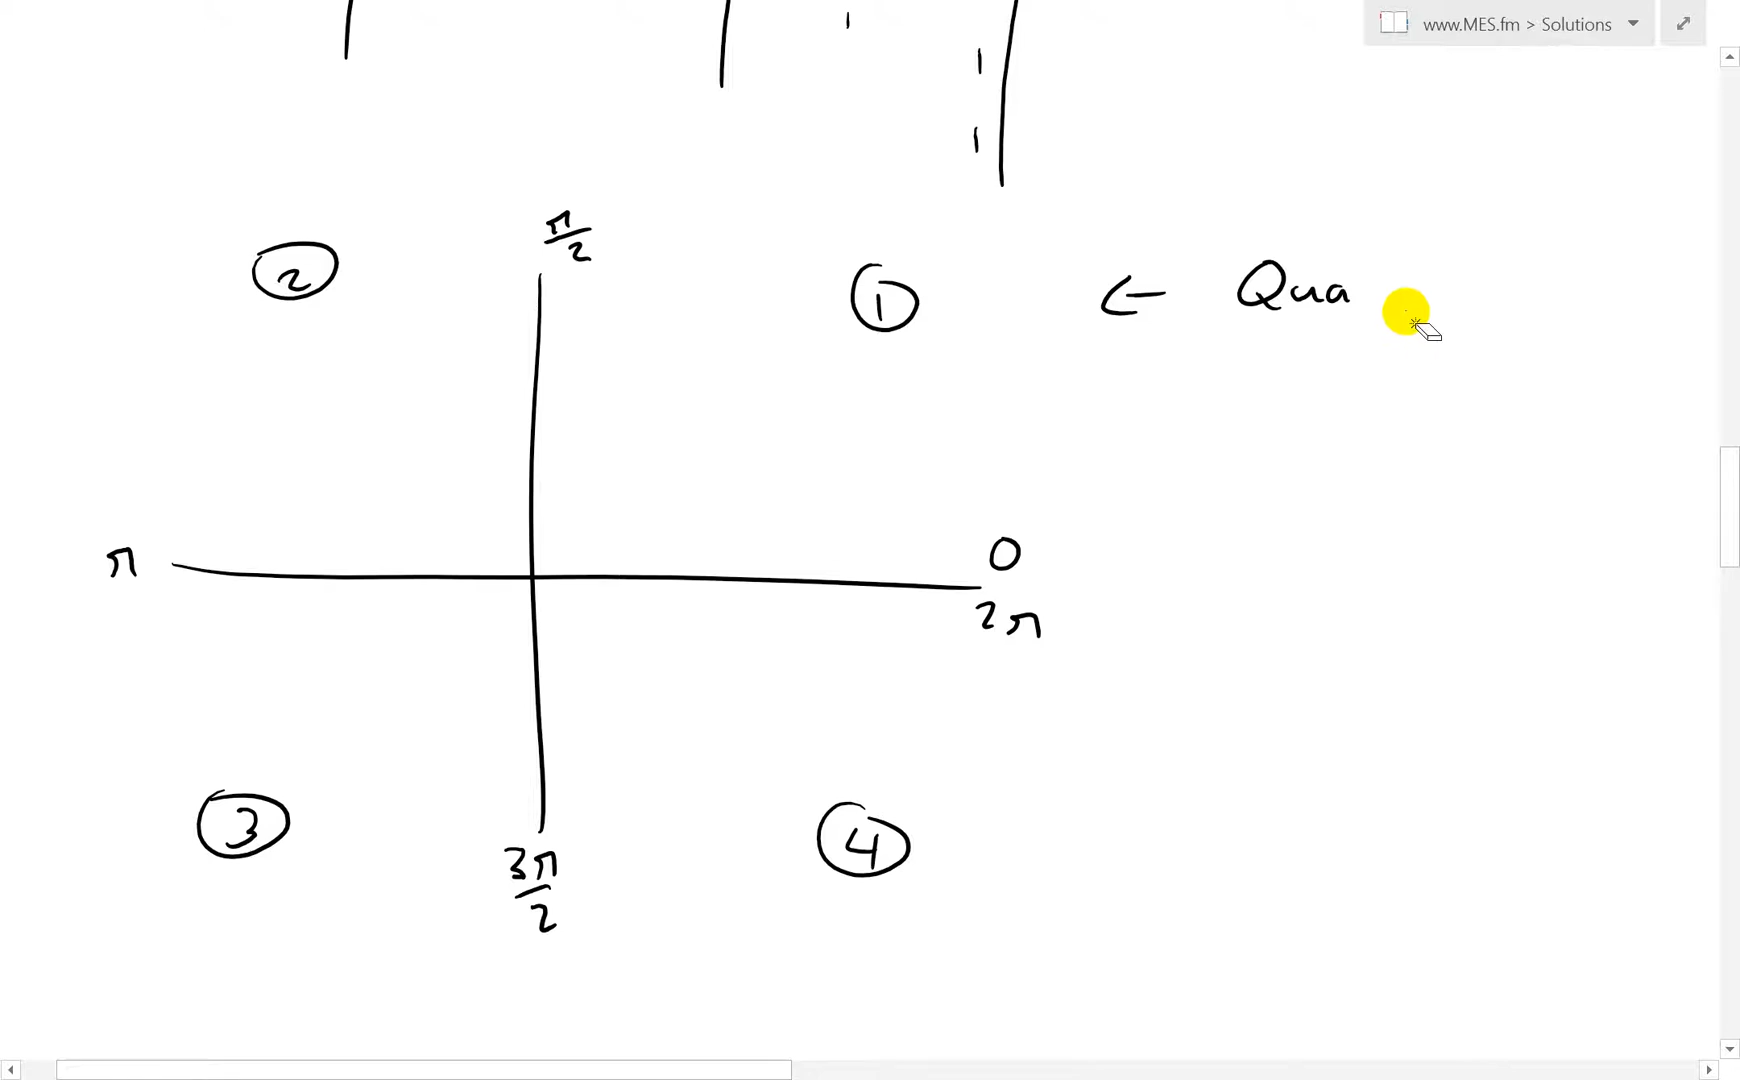 www.MES.fm > Solutions
π/2
② ① ← Qua
π 0
2π
③ ④
3π/2